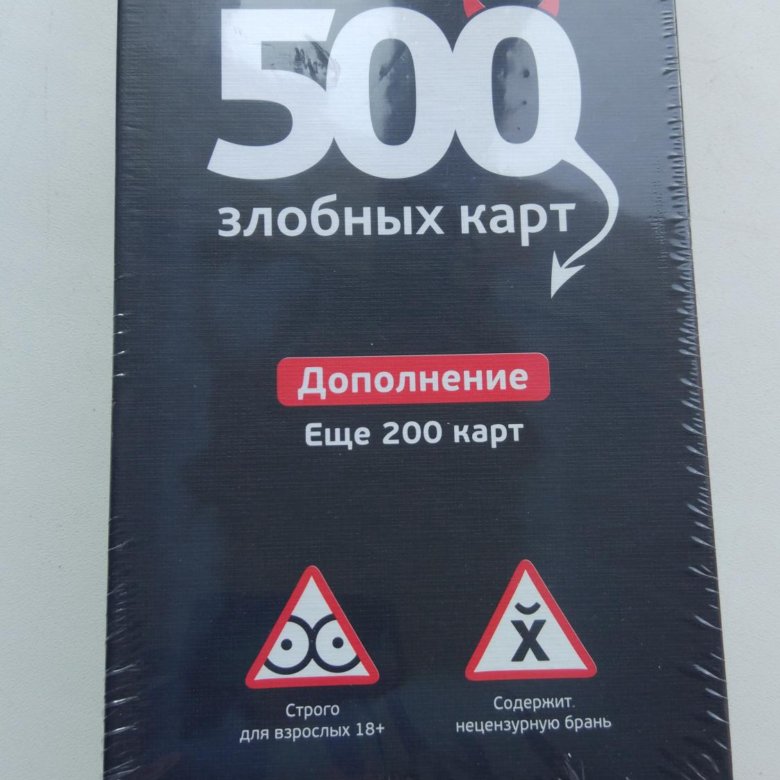 500
злобных карт
Дополнение
Еще 200 карт
x̆
Строго
для взрослых 18+
Содержит
нецензурную брань